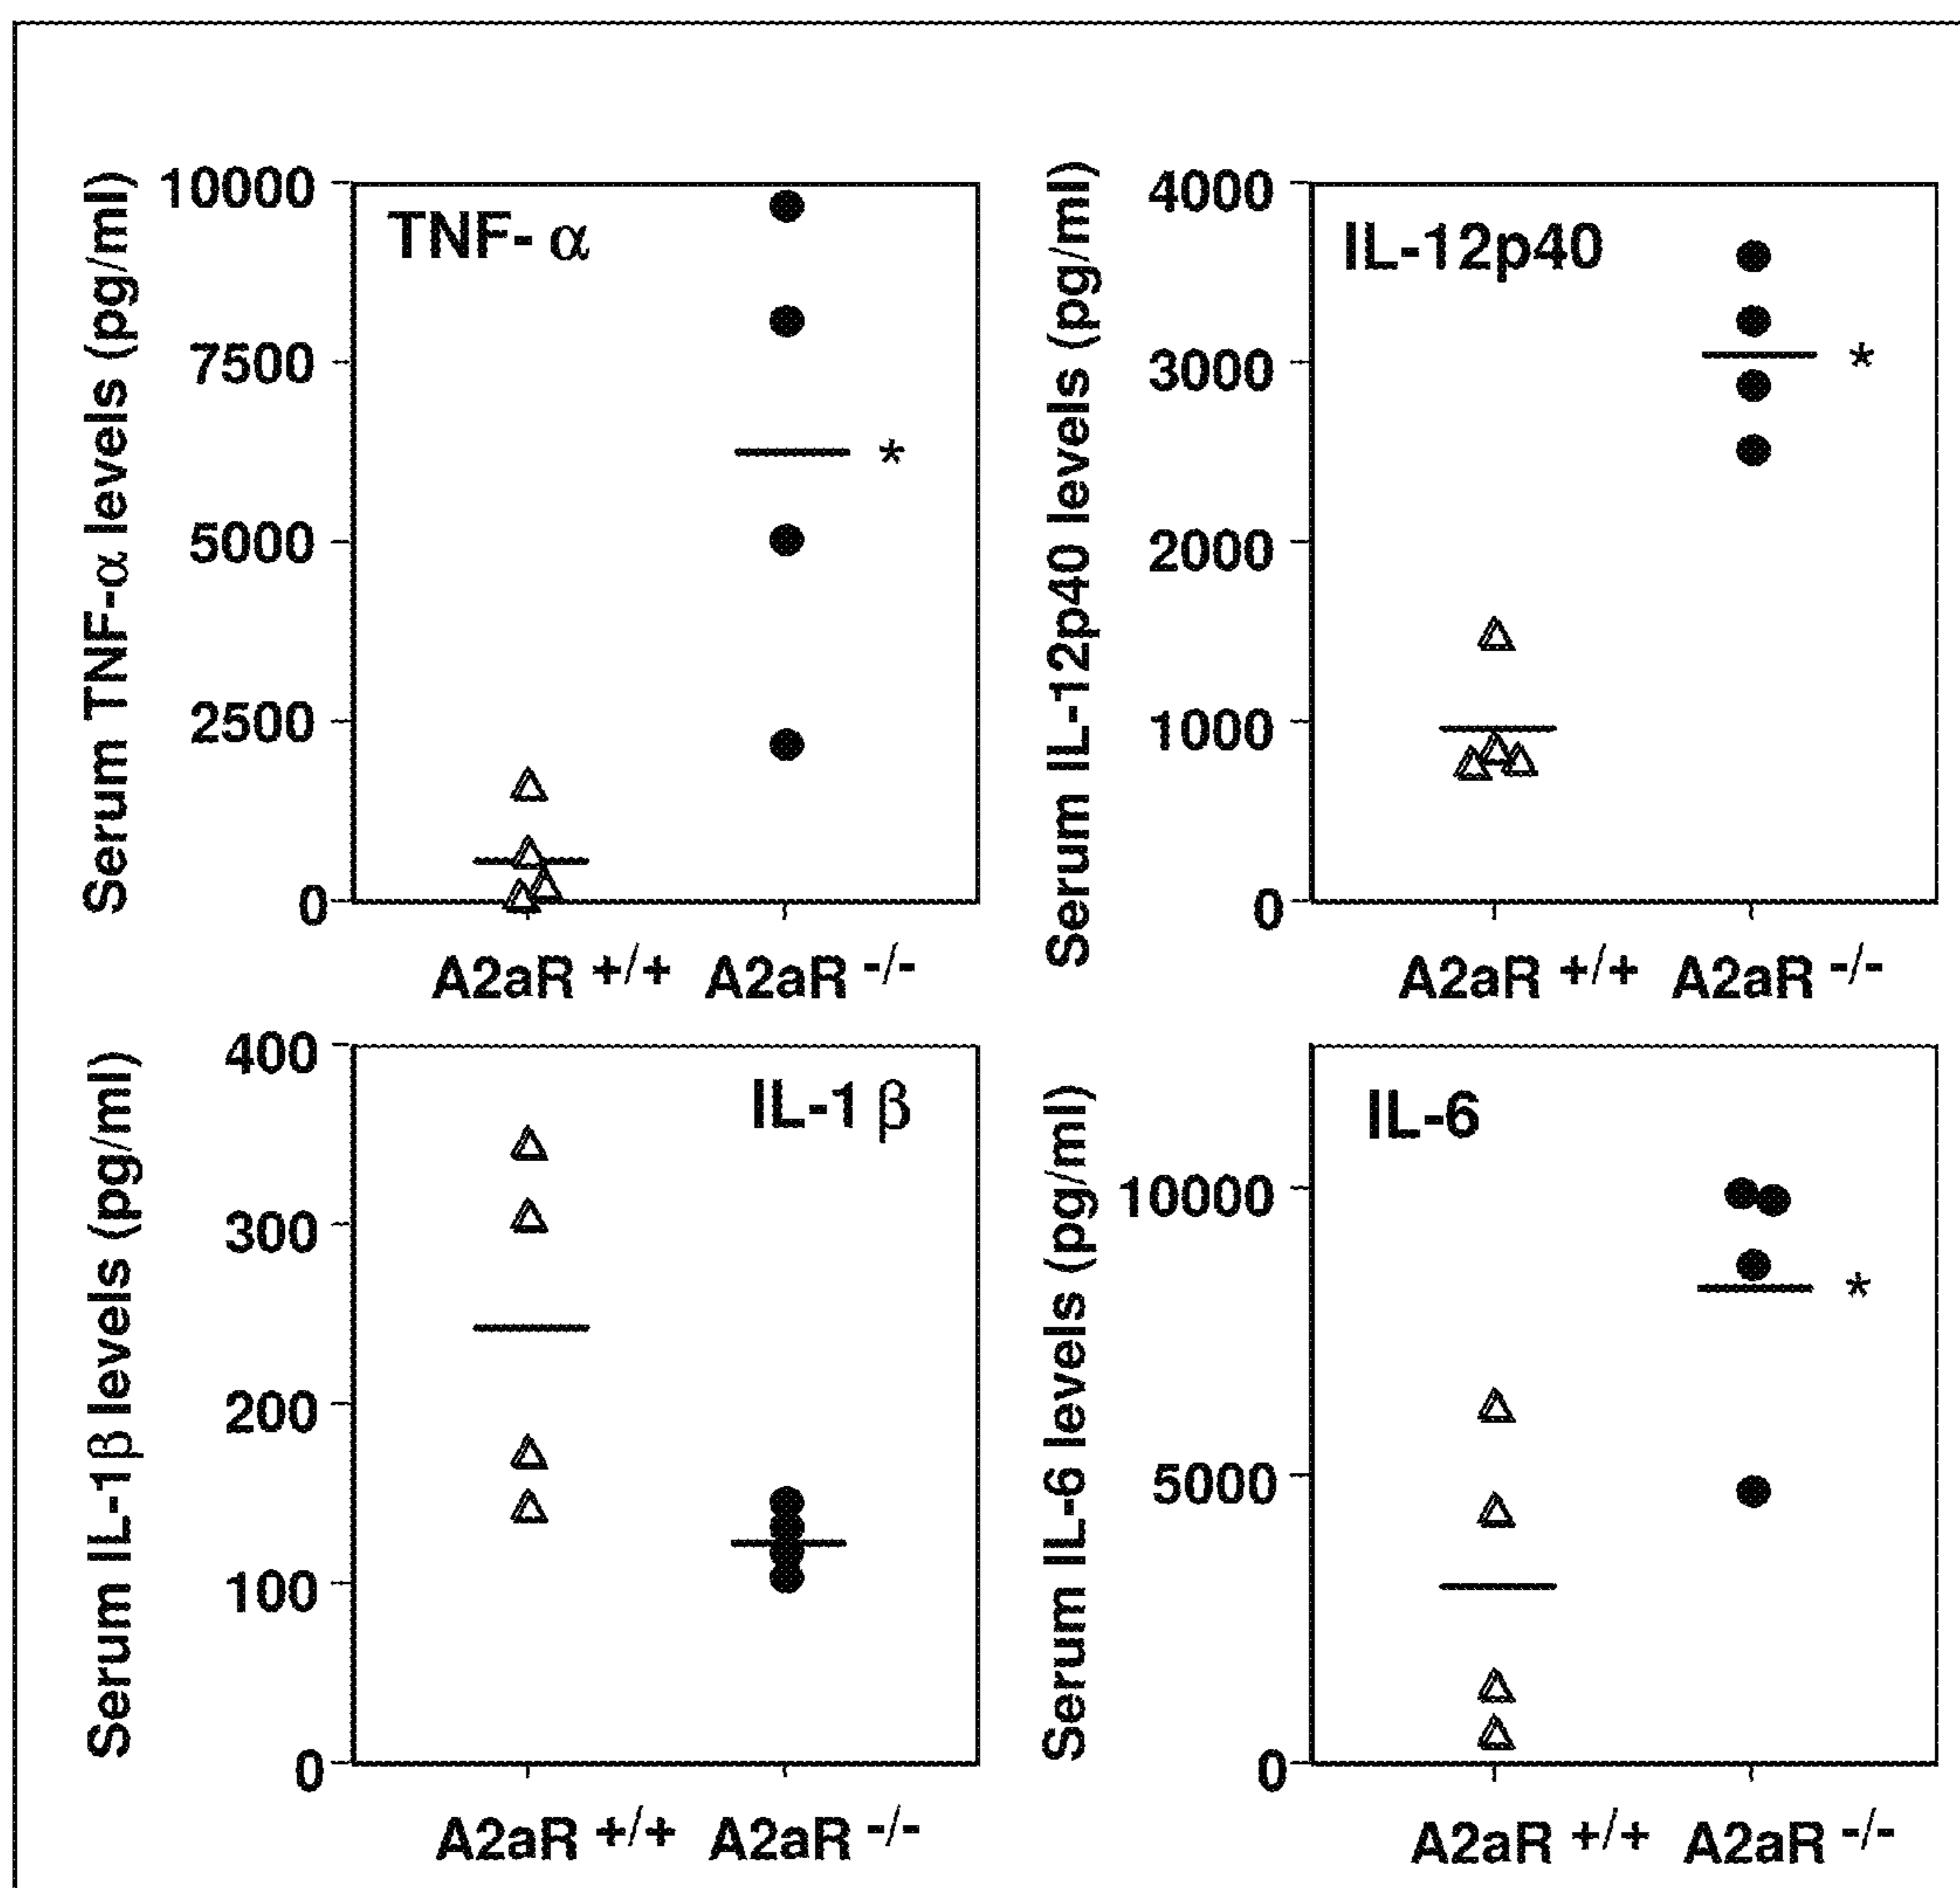 Serum TNF-α levels (pg/ml)
10000
7500
5000
2500
0
TNF- α
*
A2aR +/+ A2aR -/-
Serum IL-12p40 levels (pg/ml)
4000
3000
2000
1000
0
IL-12p40
*
A2aR +/+ A2aR -/-
Serum IL-1β levels (pg/ml)
400
300
200
100
0
IL-1 β
A2aR +/+ A2aR -/-
Serum IL-6 levels (pg/ml)
10000
5000
0
IL-6
*
A2aR +/+ A2aR -/-